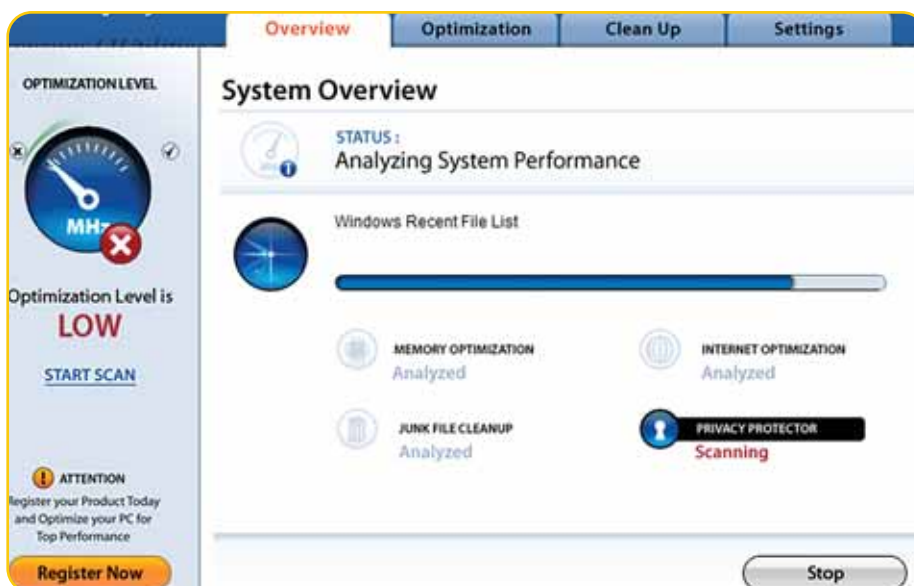 Overview
Optimization
Clean Up
Settings
OPTIMIZATION LEVEL
MHz
Optimization Level is
LOW
START SCAN
ATTENTION
Register your Product Today
and Optimize your PC for
Top Performance
Register Now
System Overview
STATUS :
Analyzing System Performance
Windows Recent File List
MEMORY OPTIMIZATION
Analyzed
INTERNET OPTIMIZATION
Analyzed
JUNK FILE CLEANUP
Analyzed
PRIVACY PROTECTOR
Scanning
Stop